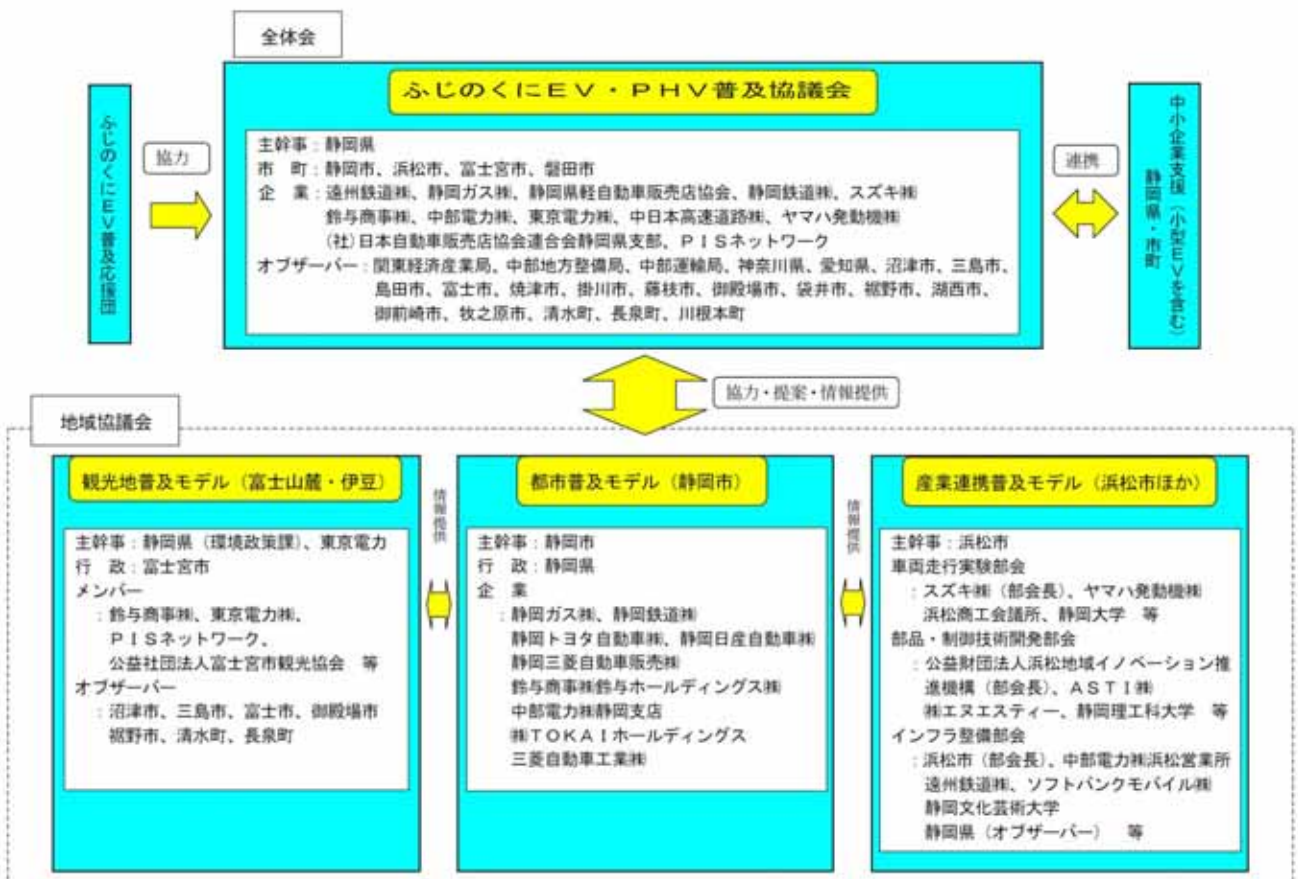 全体会
ふじのくにEV・PHV普及協議会
ふじのくにEV普及応援団
協力
主幹事：静岡県
市　町：静岡市、浜松市、富士宮市、磐田市
企　業：遠州鉄道㈱、静岡ガス㈱、静岡県軽自動車販売店協会、静岡鉄道㈱、スズキ㈱
鈴与商事㈱、中部電力㈱、東京電力㈱、中日本高速道路㈱、ヤマハ発動機㈱
(社)日本自動車販売店協会連合会静岡県支部、PISネットワーク
オブザーバー：関東経済産業局、中部地方整備局、中部運輸局、神奈川県、愛知県、沼津市、三島市、
島田市、富士市、焼津市、掛川市、藤枝市、御殿場市、袋井市、裾野市、湖西市、
御前崎市、牧之原市、清水町、長泉町、川根本町
連携
中小企業支援（小型EVを含む）
静岡県・市町
協力・提案・情報提供
地域協議会
観光地普及モデル（富士山麓・伊豆）
主幹事：静岡県（環境政策課）、東京電力
行　政：富士宮市
メンバー
：鈴与商事㈱、東京電力㈱、
PISネットワーク、
公益社団法人富士宮市観光協会　等
オブザーバー
：沼津市、三島市、富士市、御殿場市
裾野市、清水町、長泉町
情報提供
都市普及モデル（静岡市）
主幹事：静岡市
行　政：静岡県
企　業
：静岡ガス㈱、静岡鉄道㈱
静岡トヨタ自動車㈱、静岡日産自動車㈱
静岡三菱自動車販売㈱
鈴与商事㈱鈴与ホールディングス㈱
中部電力㈱静岡支店
㈱TOKAIホールディングス
三菱自動車工業㈱
情報提供
産業連携普及モデル（浜松市ほか）
主幹事：浜松市
車両走行実験部会
：スズキ㈱（部会長）、ヤマハ発動機㈱
浜松商工会議所、静岡大学　等
部品・制御技術開発部会
：公益財団法人浜松地域イノベーション推
進機構（部会長）、ASTI㈱
㈱エヌエスティー、静岡理工科大学　等
インフラ整備部会
：浜松市（部会長）、中部電力㈱浜松営業所
遠州鉄道㈱、ソフトバンクモバイル㈱
静岡文化芸術大学
静岡県（オブザーバー）　等